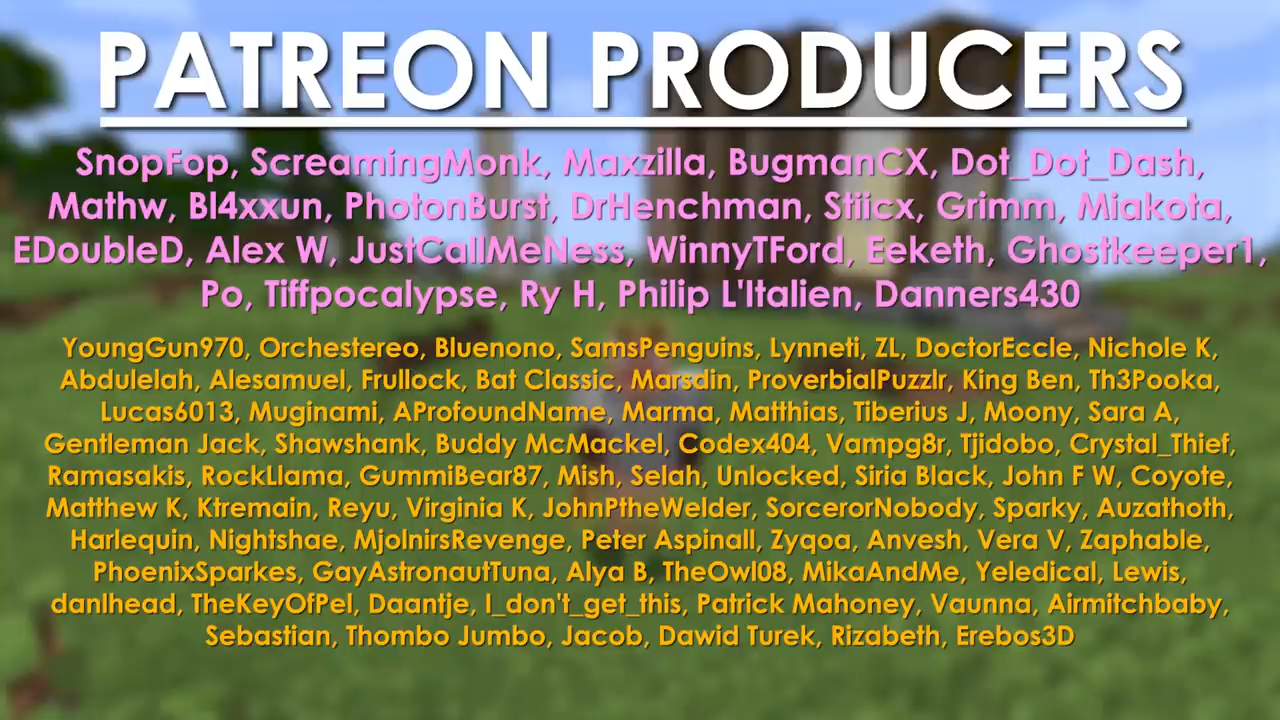 PATREON PRODUCERS
SnopFop, ScreamingMonk, Maxzilla, BugmanCX, Dot_Dot_Dash,
Mathw, Bl4xxun, PhotonBurst, DrHenchman, Stiicx, Grimm, Miakota,
EDoubleD, Alex W, JustCallMeNess, WinnyTFord, Eeketh, Ghostkeeper1,
Po, Tiffpocalypse, Ry H, Philip L'Italien, Danners430
YoungGun970, Orchestereo, Bluenono, SamsPenguins, Lynneti, ZL, DoctorEccle, Nichole K,
Abdulelah, Alesamuel, Frullock, Bat Classic, Marsdin, ProverbialPuzzlr, King Ben, Th3Pooka,
Lucas6013, Muginami, AProfoundName, Marma, Matthias, Tiberius J, Moony, Sara A,
Gentleman Jack, Shawshank, Buddy McMackel, Codex404, Vampg8r, Tjidobo, Crystal_Thief,
Ramasakis, RockLlama, GummiBear87, Mish, Selah, Unlocked, Siria Black, John F W, Coyote,
Matthew K, Ktremain, Reyu, Virginia K, JohnPtheWelder, SorcerorNobody, Sparky, Auzathoth,
Harlequin, Nightshae, MjolnirsRevenge, Peter Aspinall, Zyqoa, Anvesh, Vera V, Zaphable,
PhoenixSparkes, GayAstronautTuna, Alya B, TheOwl08, MikaAndMe, Yeledical, Lewis,
danlhead, TheKeyOfPel, Daantje, I_don't_get_this, Patrick Mahoney, Vaunna, Airmitchbaby,
Sebastian, Thombo Jumbo, Jacob, Dawid Turek, Rizabeth, Erebos3D